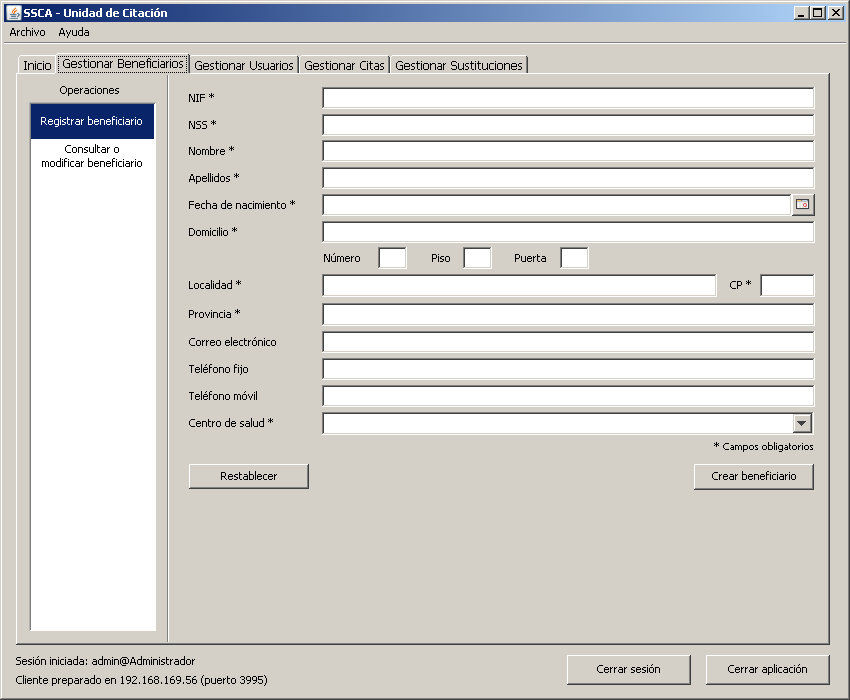 SSCA - Unidad de Citación
Archivo Ayuda
Inicio Gestionar Beneficiarios Gestionar Usuarios Gestionar Citas Gestionar Sustituciones
Operaciones
Registrar beneficiario
Consultar o
modificar beneficiario
NIF *
NSS *
Nombre *
Apellidos *
Fecha de nacimiento *
Domicilio *
Número Piso Puerta
Localidad * CP *
Provincia *
Correo electrónico
Teléfono fijo
Teléfono móvil
Centro de salud *
* Campos obligatorios
Restablecer Crear beneficiario
Sesión iniciada: admin@Administrador
Cliente preparado en 192.168.169.56 (puerto 3995)
Cerrar sesión Cerrar aplicación